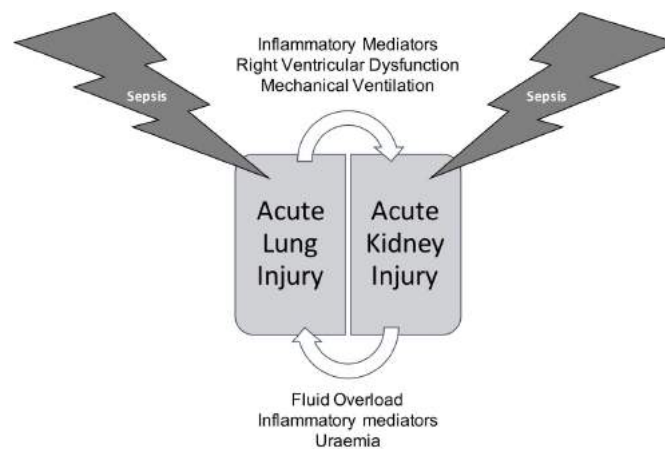 Inflammatory Mediators
Right Ventricular Dysfunction
Mechanical Ventilation
Sepsis
Sepsis
Acute
Lung
Injury
Acute
Kidney
Injury
Fluid Overload
Inflammatory mediators
Uraemia